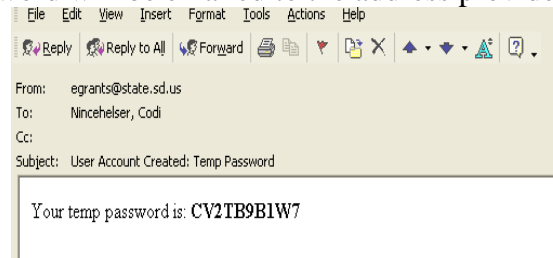 File Edit View Insert Format Tools Actions Help
Reply Reply to All Forward
From: egrants@state.sd.us
To: Nincehelser, Codi
Cc:
Subject: User Account Created: Temp Password
Your temp password is: CV2TB9B1W7